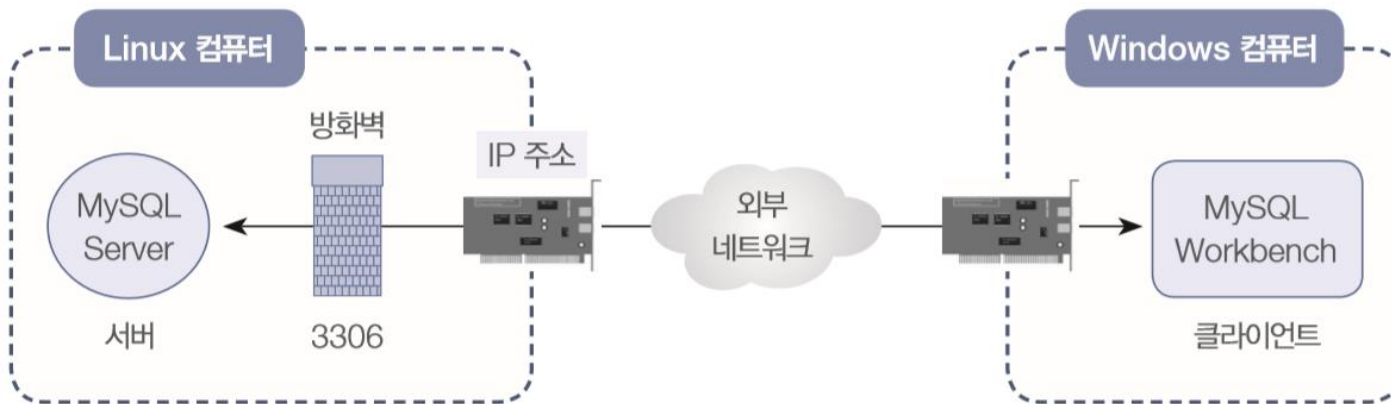 Linux 컴퓨터
Windows 컴퓨터
방화벽
IP 주소
MySQL
Server
외부
네트워크
MySQL
Workbench
서버
3306
클라이언트